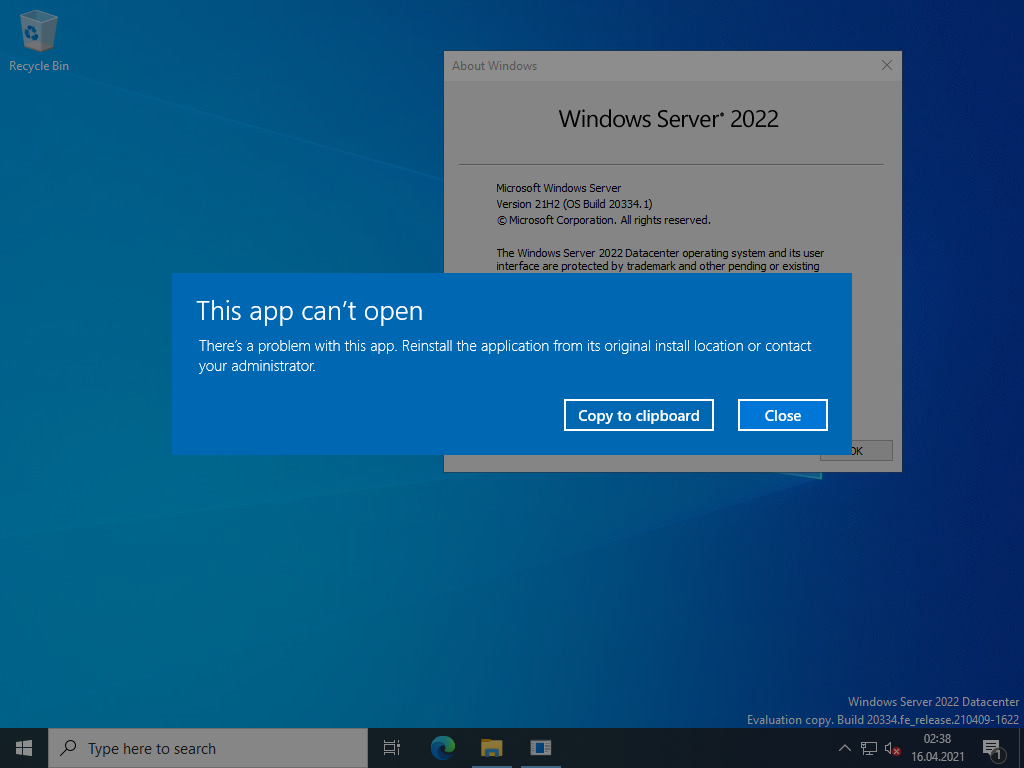 Recycle Bin
About Windows
Windows Server® 2022
Microsoft Windows Server
Version 21H2 (OS Build 20334.1)
© Microsoft Corporation. All rights reserved.
The Windows Server 2022 Datacenter operating system and its user
interface are protected by trademark and other pending or existing
This app can't open
There's a problem with this app. Reinstall the application from its original install location or contact
your administrator.
Copy to clipboard
Close
OK
Windows Server 2022 Datacenter
Evaluation copy. Build 20334.fe_release.210409-1622
Type here to search
02:38
16.04.2021
1